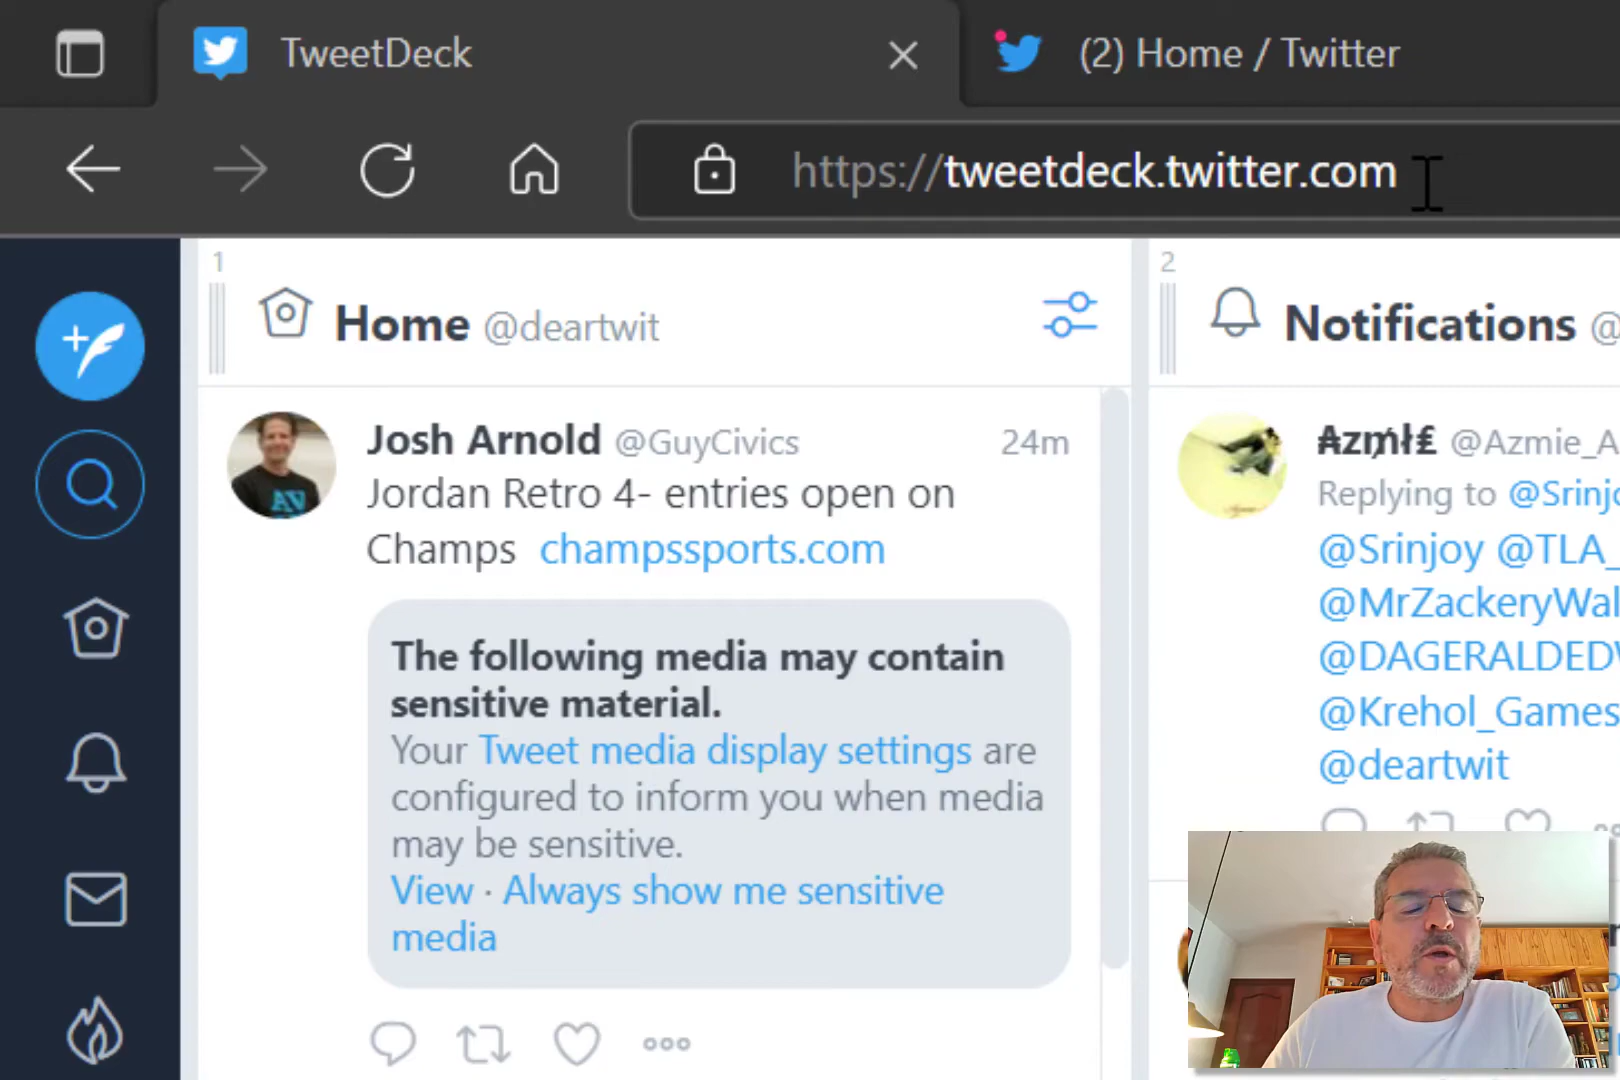 TweetDeck
(2) Home / Twitter
https://tweetdeck.twitter.com
1
Home @deartwit
Josh Arnold @GuyCivics 24m
Jordan Retro 4- entries open on
Champs champssports.com
The following media may contain
sensitive material.
Your Tweet media display settings are
configured to inform you when media
may be sensitive.
View · Always show me sensitive
media
2
Notifications @
@Azmie_A
Replying to @Srinjo
@Srinjoy @TLA_
@MrZackeryWal
@DAGERALDEDW
@Krehol_Games
@deartwit